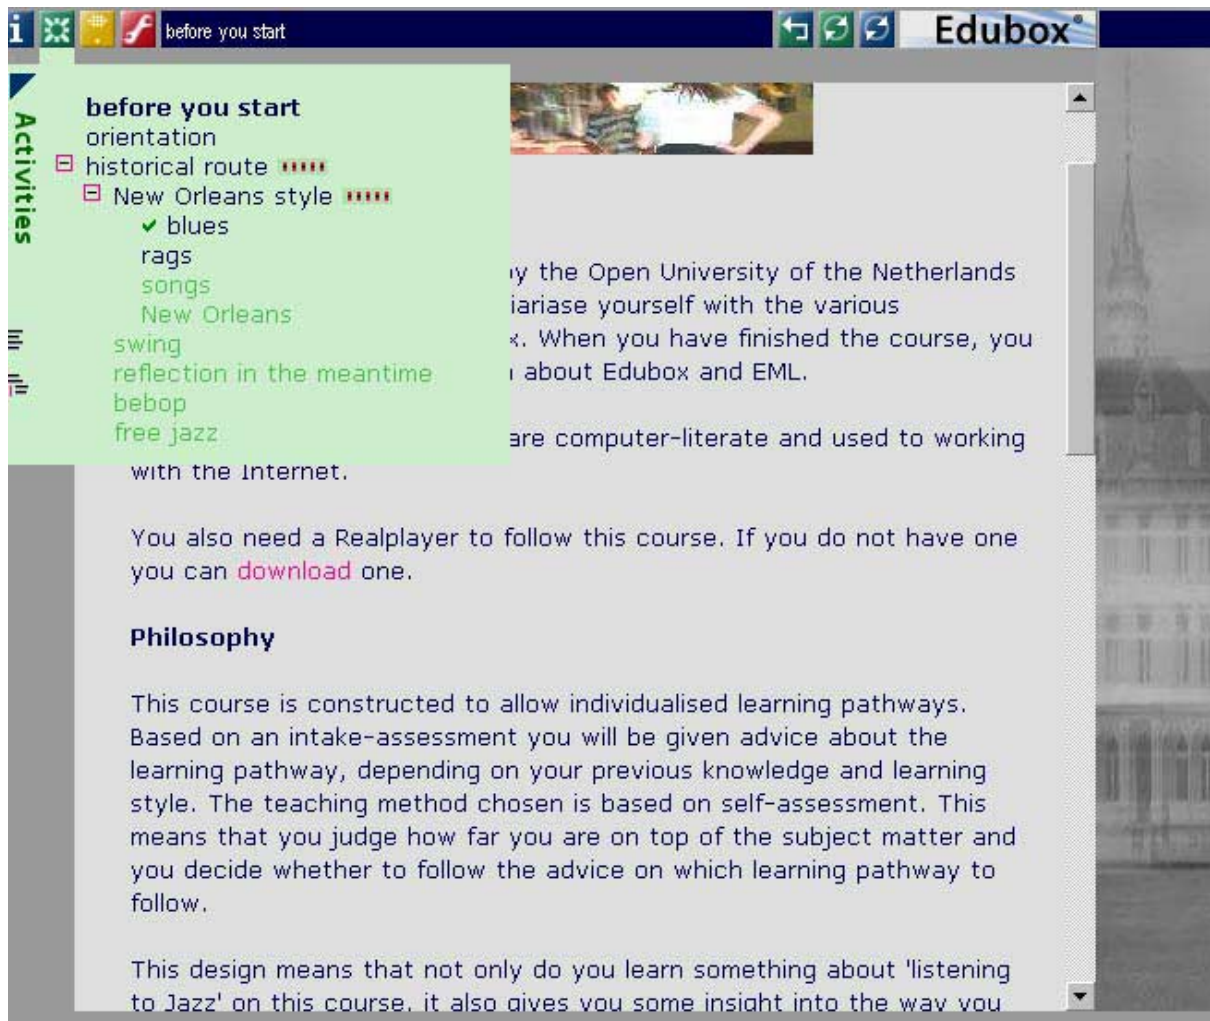 i
before you start
Edubox
Activities
before you start
orientation
historical route
New Orleans style
blues
rags
songs
New Orleans
swing
reflection in the meantime
bebop
free jazz
by the Open University of the Netherlands
iariase yourself with the various
x. When you have finished the course, you
about Edubox and EML.
are computer-literate and used to working
with the Internet.
You also need a Realplayer to follow this course. If you do not have one
you can download one.
Philosophy
This course is constructed to allow individualised learning pathways.
Based on an intake-assessment you will be given advice about the
learning pathway, depending on your previous knowledge and learning
style. The teaching method chosen is based on self-assessment. This
means that you judge how far you are on top of the subject matter and
you decide whether to follow the advice on which learning pathway to
follow.
This design means that not only do you learn something about 'listening
to Jazz' on this course, it also gives you some insight into the way you